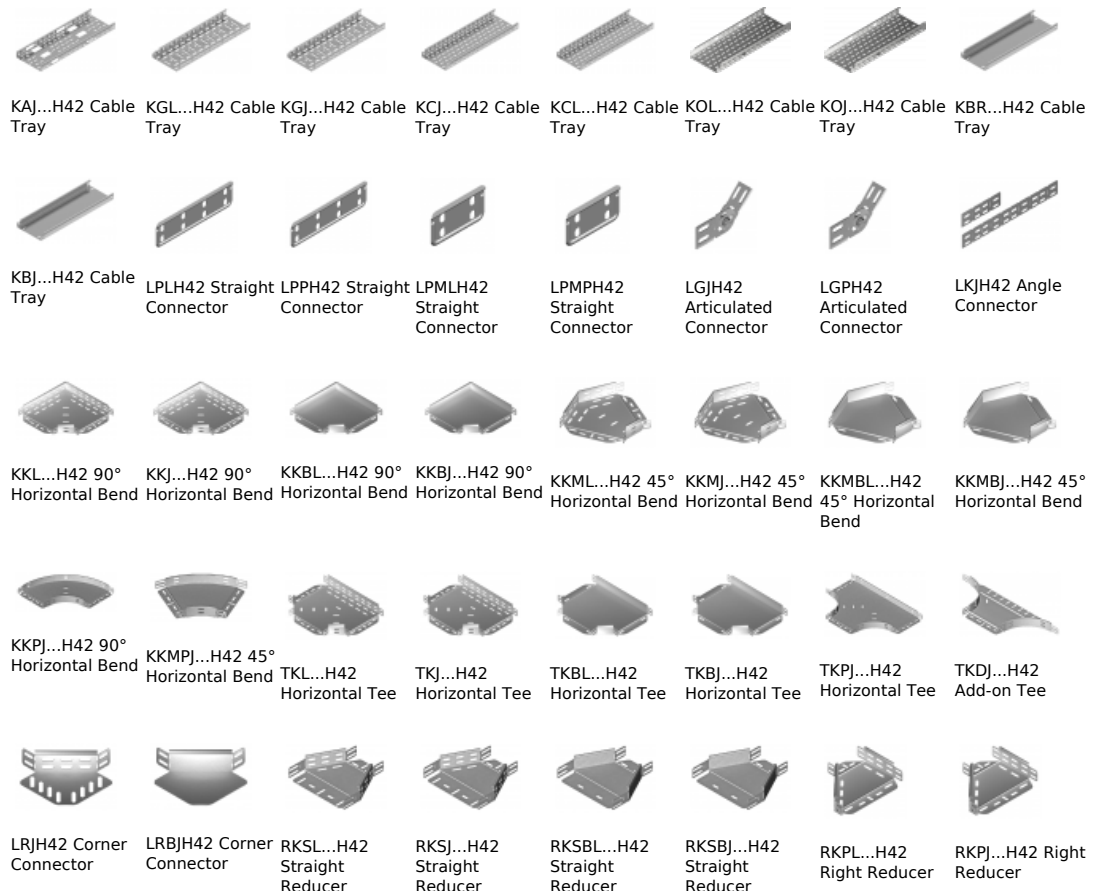 KAJ...H42 Cable
Tray
KGL...H42 Cable
Tray
KGJ...H42 Cable
Tray
KCJ...H42 Cable
Tray
KCL...H42 Cable
Tray
KOL...H42 Cable
Tray
KOJ...H42 Cable
Tray
KBR...H42 Cable
Tray
KBJ...H42 Cable
Tray
LPLH42 Straight
Connector
LPPH42 Straight
Connector
LPMLH42
Straight
Connector
LPMPH42
Straight
Connector
LGJH42
Articulated
Connector
LGPH42
Articulated
Connector
LKJH42 Angle
Connector
KKL...H42 90°
Horizontal Bend
KKJ...H42 90°
Horizontal Bend
KKBL...H42 90°
Horizontal Bend
KKBJ...H42 90°
Horizontal Bend
KKML...H42 45°
Horizontal Bend
KKMJ...H42 45°
Horizontal Bend
KKMBL...H42
45° Horizontal
Bend
KKMBJ...H42 45°
Horizontal Bend
KKPJ...H42 90°
Horizontal Bend
KKMPJ...H42 45°
Horizontal Bend
TKL...H42
Horizontal Tee
TKJ...H42
Horizontal Tee
TKBL...H42
Horizontal Tee
TKBJ...H42
Horizontal Tee
TKPJ...H42
Horizontal Tee
TKDJ...H42
Add-on Tee
LRJH42 Corner
Connector
LRBJH42 Corner
Connector
RKSL...H42
Straight
Reducer
RKSJ...H42
Straight
Reducer
RKSBL...H42
Straight
Reducer
RKSBJ...H42
Straight
Reducer
RKPL...H42
Right Reducer
RKPJ...H42 Right
Reducer